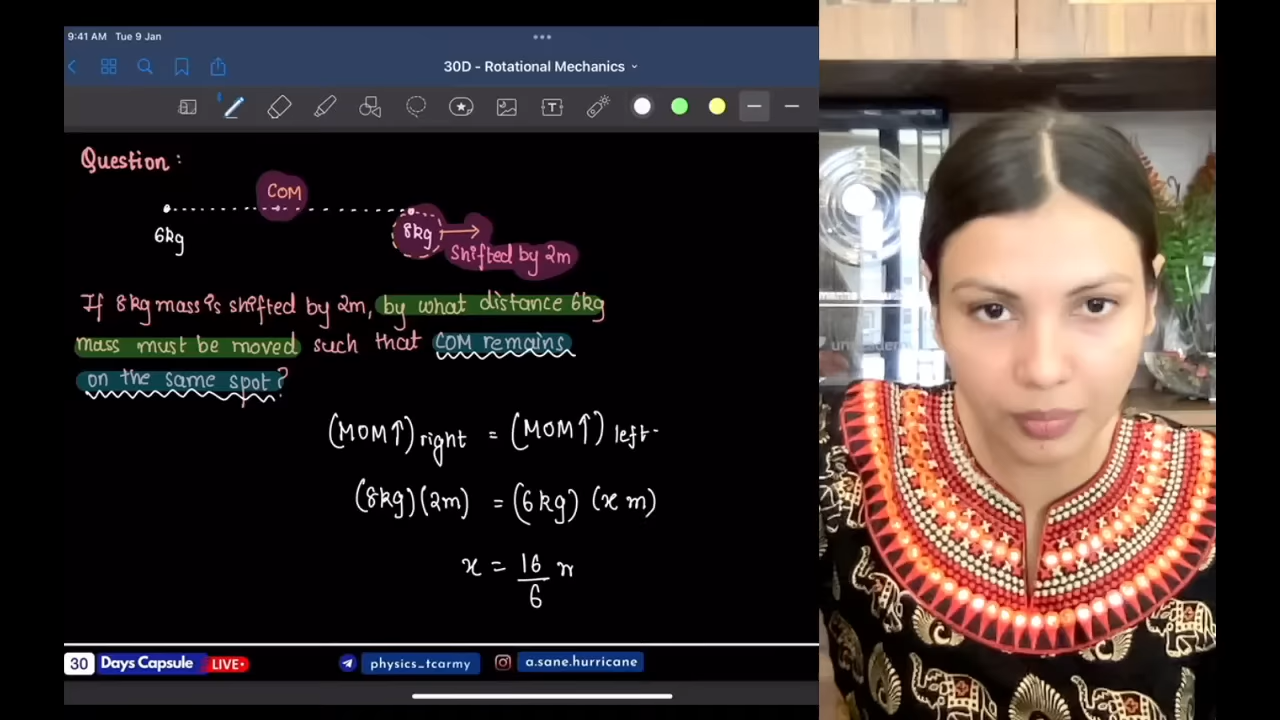 9:41 AM Tue 9 Jan
30D - Rotational Mechanics
Question:
COM
6kg
8kg
shifted by 2m
If 8kg mass is shifted by 2m, by what distance 6kg
mass must be moved such that COM remains
on the same spot?
(MOM↑) right = (MOM↑) left
(8kg)(2m) = (6kg) (x m)
x = 16/6 m
30 Days Capsule LIVE
physics_tcarmy
a.sane.hurricane